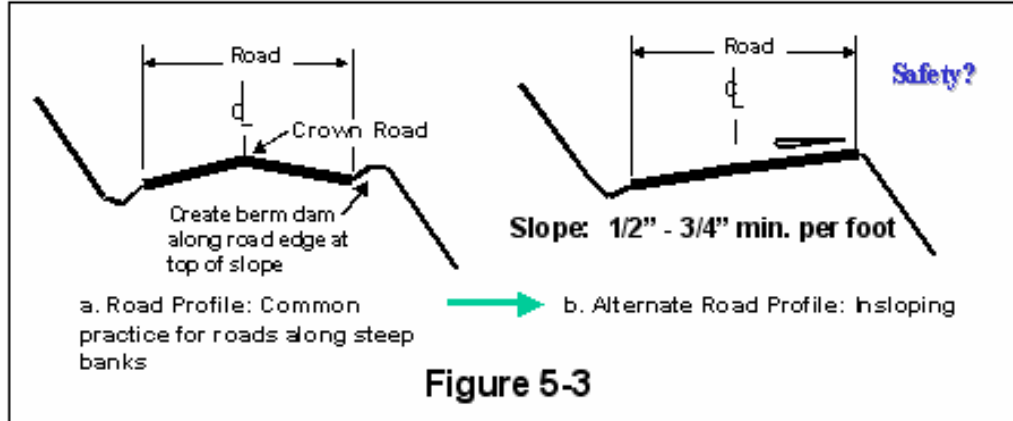 Road
℄
Crown Road
Create berm dam
along road edge at
top of slope
a. Road Profile: Common
practice for roads along steep
banks
Road
℄
Safety?
Slope: 1/2” - 3/4” min. per foot
b. Alternate Road Profile: Insloping
Figure 5-3